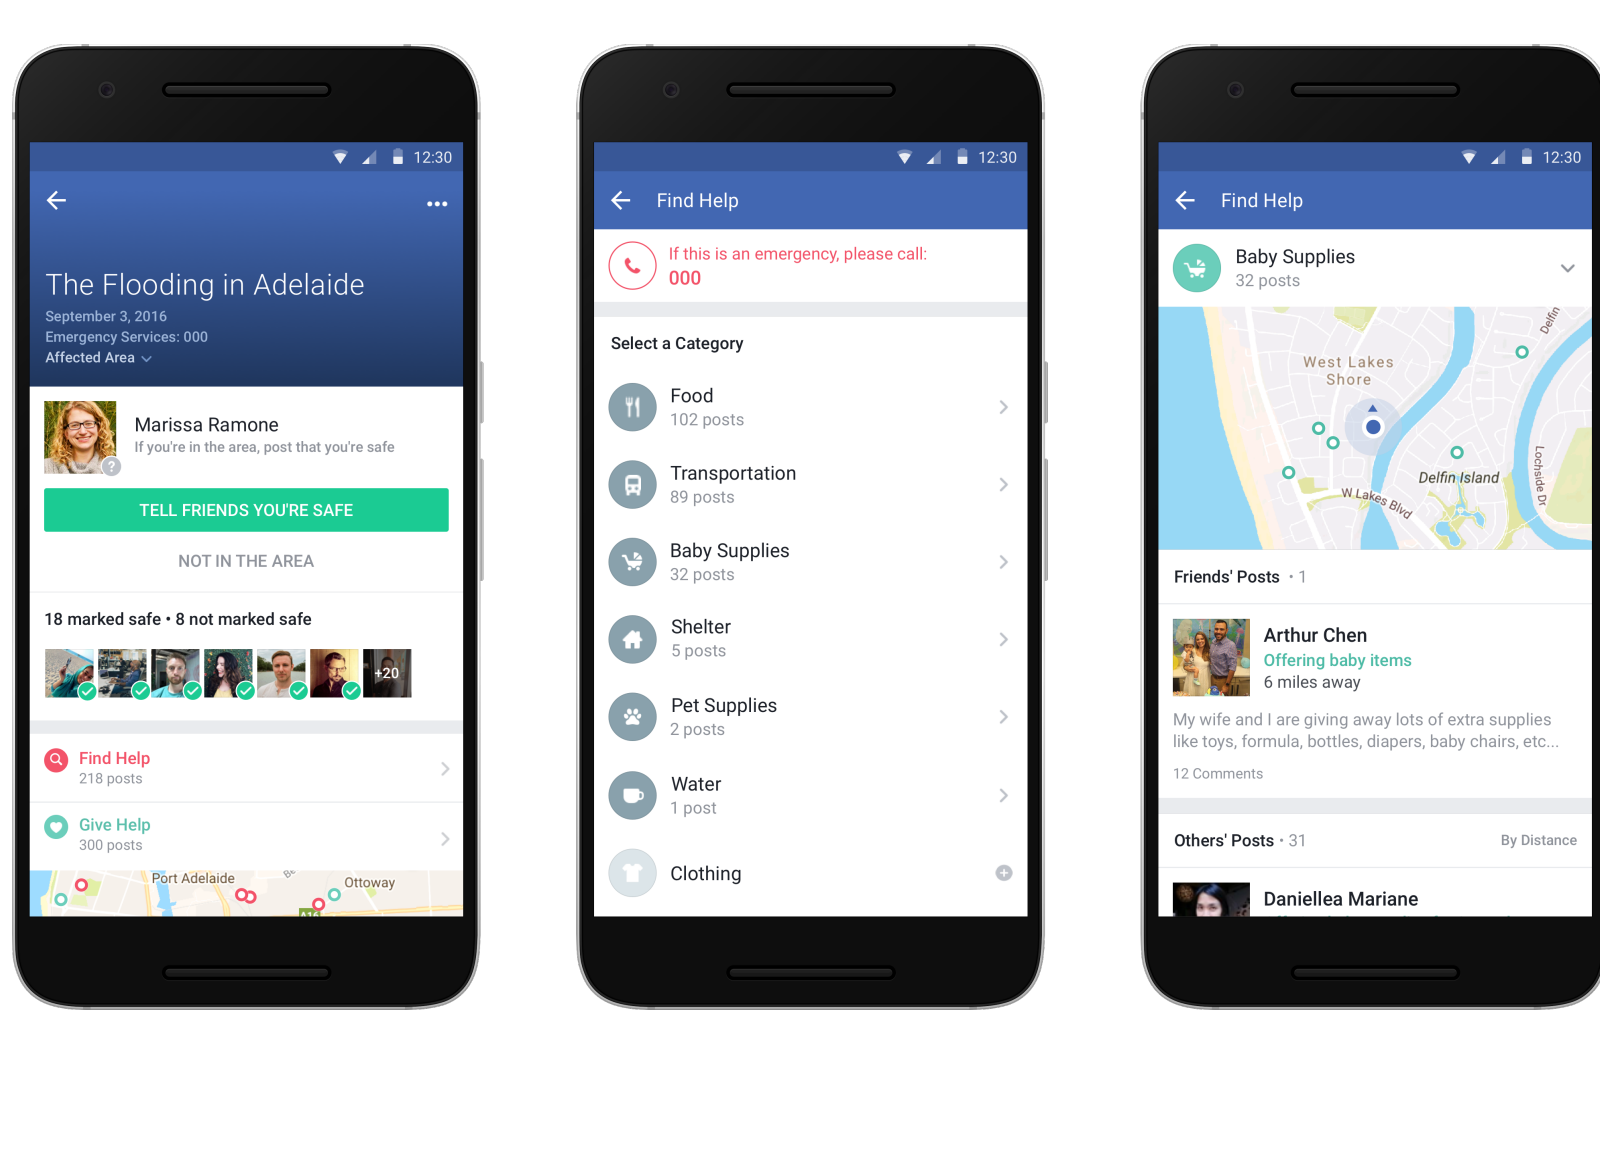 12:30
The Flooding in Adelaide
September 3, 2016
Emergency Services: 000
Affected Area
Marissa Ramone
If you're in the area, post that you're safe
?
TELL FRIENDS YOU'RE SAFE
NOT IN THE AREA
18 marked safe • 8 not marked safe
+20
Find Help
218 posts
Give Help
300 posts
Port Adelaide
Ottoway
A16
12:30
Find Help
If this is an emergency, please call:
000
Select a Category
Food
102 posts
Transportation
89 posts
Baby Supplies
32 posts
Shelter
5 posts
Pet Supplies
2 posts
Water
1 post
Clothing
12:30
Find Help
Baby Supplies
32 posts
Delfin
West Lakes
Shore
Delfin Island
Lochside Dr
W Lakes Blvd
Friends' Posts • 1
Arthur Chen
Offering baby items
6 miles away
My wife and I are giving away lots of extra supplies
like toys, formula, bottles, diapers, baby chairs, etc...
12 Comments
Others' Posts • 31
By Distance
Daniellea Mariane